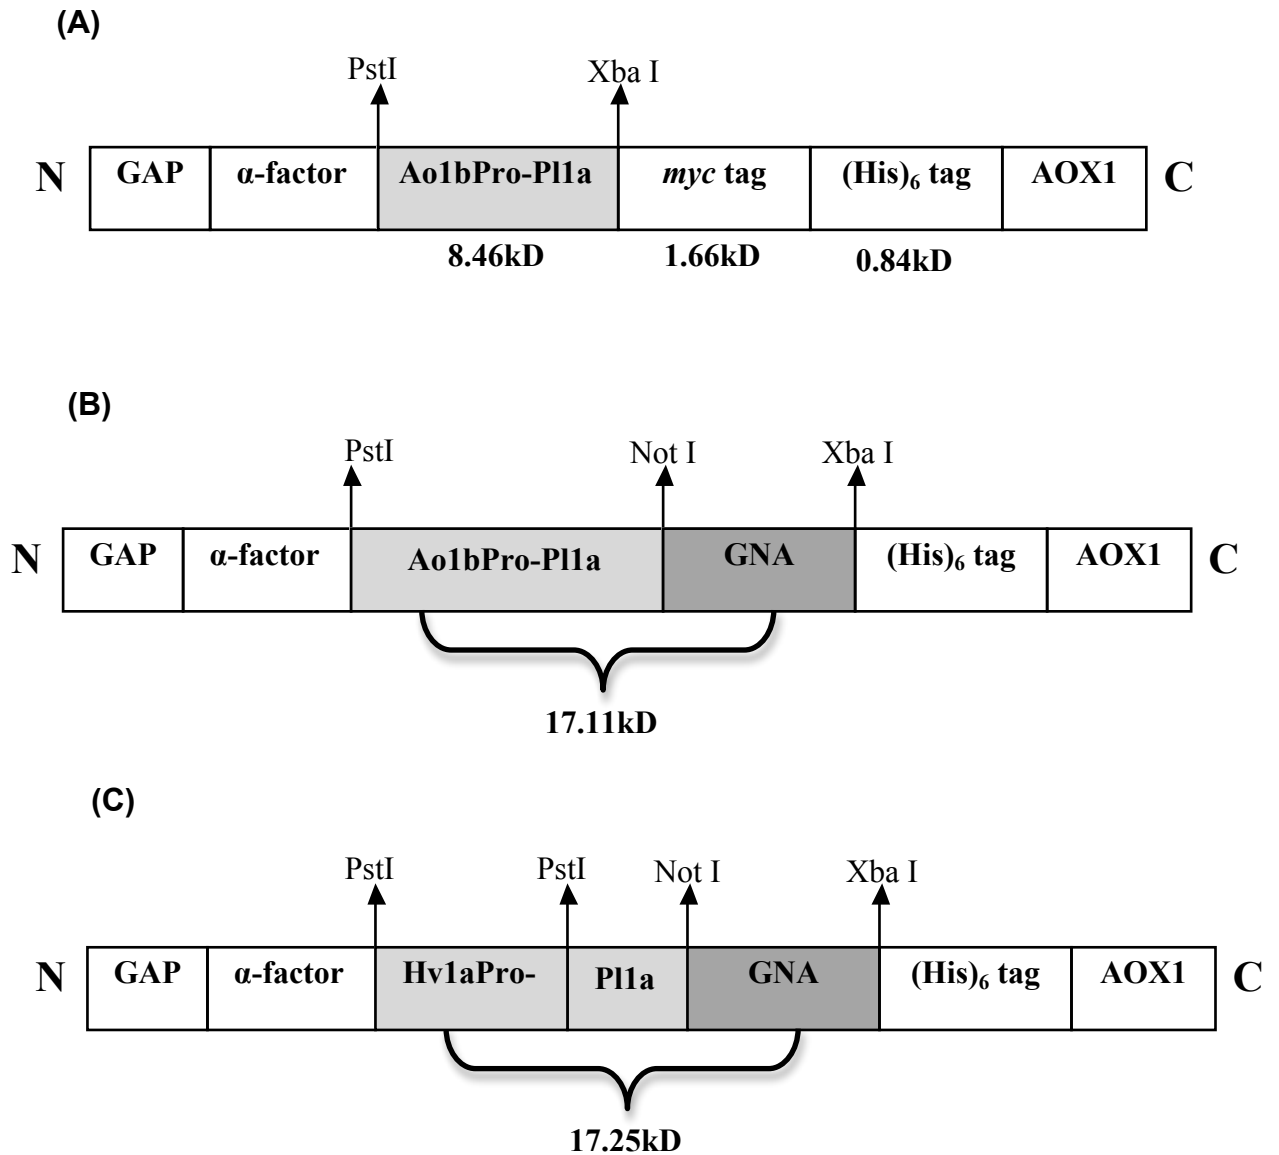 (A)
PstI Xba I
N GAP α-factor Ao1bPro-Pl1a myc tag (His)₆ tag AOX1 C
8.46kD 1.66kD 0.84kD
(B)
PstI Not I Xba I
N GAP α-factor Ao1bPro-Pl1a GNA (His)₆ tag AOX1 C
17.11kD
(C)
PstI PstI Not I Xba I
N GAP α-factor Hv1aPro- Pl1a GNA (His)₆ tag AOX1 C
17.25kD